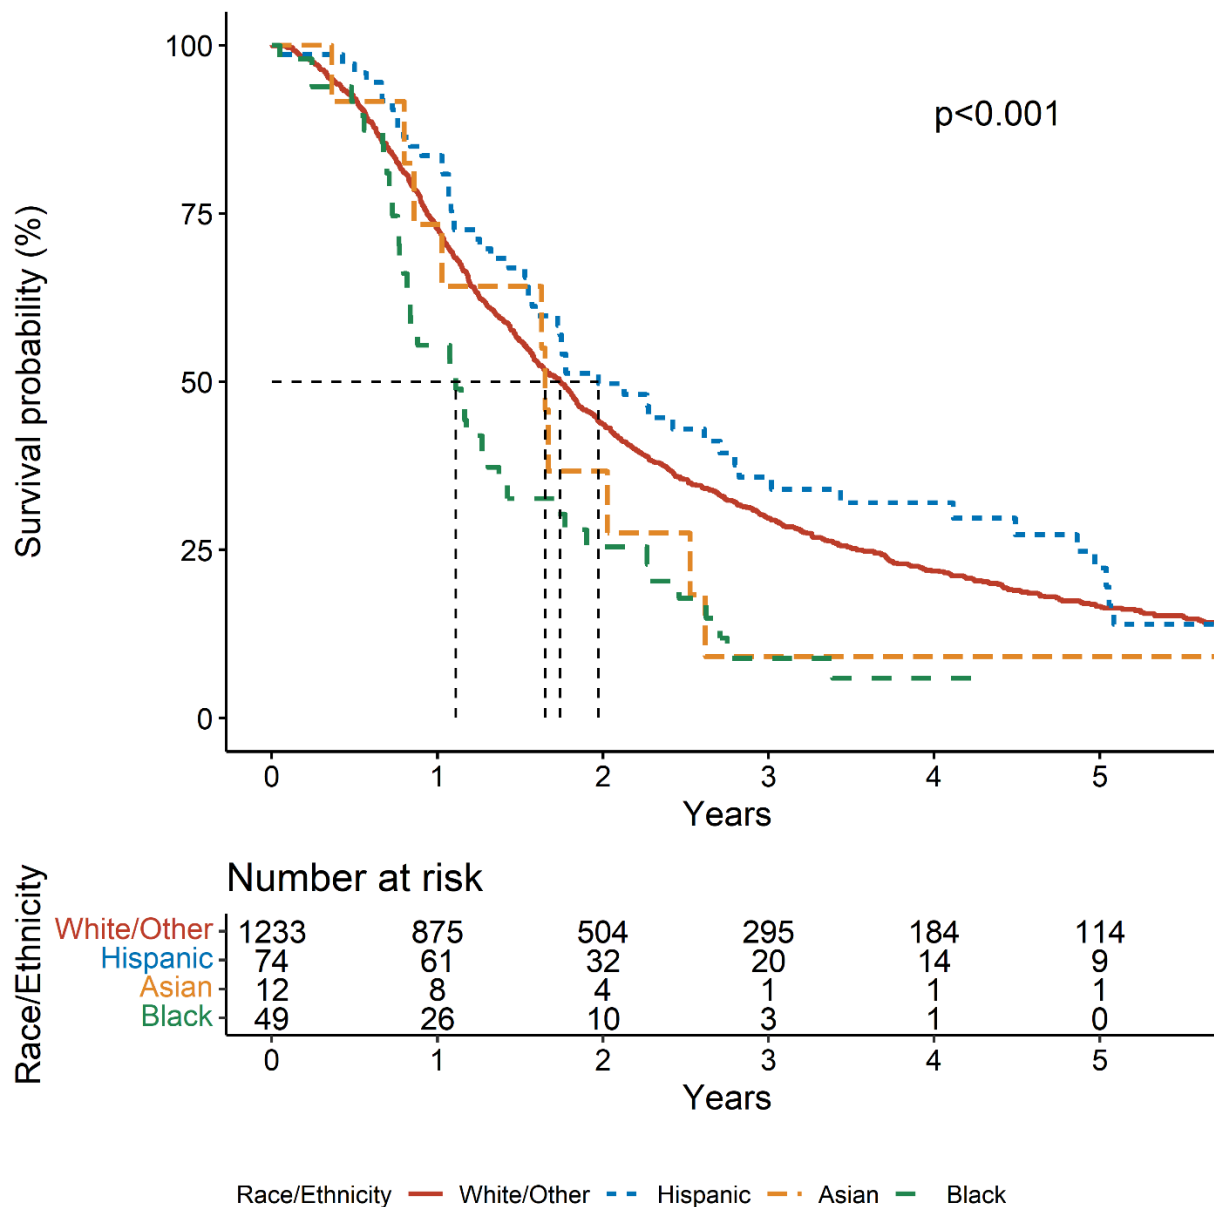 Survival probability (%)
100
75
50
25
0
p<0.001
0 1 2 3 4 5
Years
Number at risk
Race/Ethnicity
White/Other 1233 875 504 295 184 114
Hispanic 74 61 32 20 14 9
Asian 12 8 4 1 1 1
Black 49 26 10 3 1 0
0 1 2 3 4 5
Years
Race/Ethnicity White/Other Hispanic Asian Black